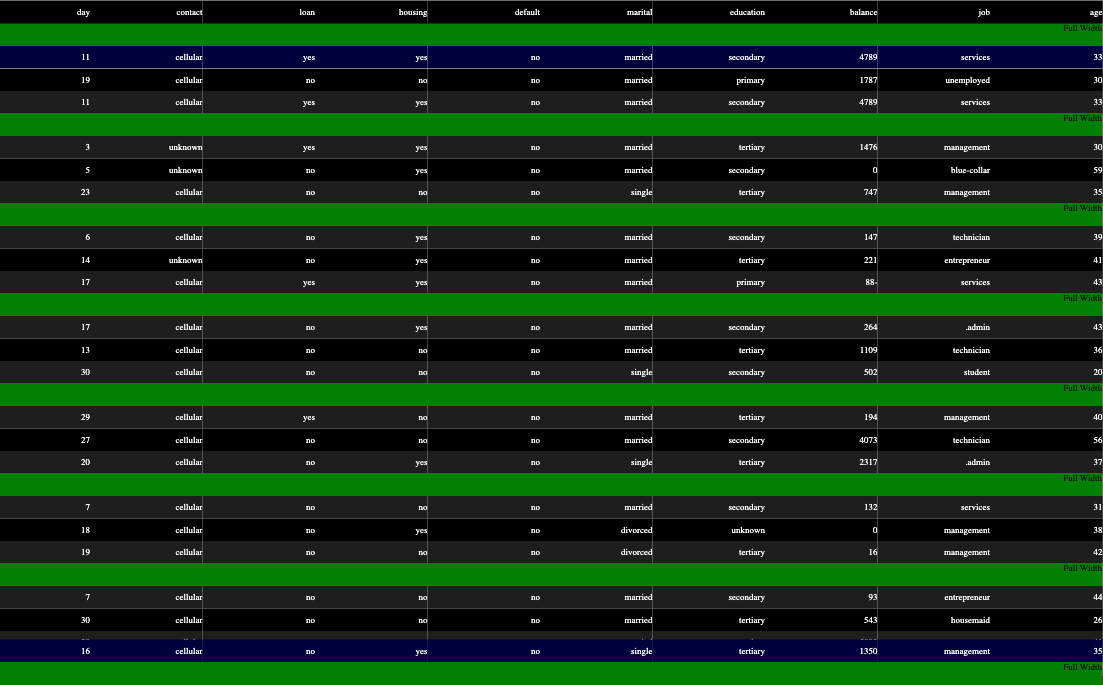 day contact loan housing default marital education balance job age
Full Width
11 cellular yes yes no married secondary 4789 services 33
19 cellular no no no married primary 1787 unemployed 30
11 cellular yes yes no married secondary 4789 services 33
Full Width
3 unknown yes yes no married tertiary 1476 management 30
5 unknown no yes no married secondary 0 blue-collar 59
23 cellular no no no single tertiary 747 management 35
Full Width
6 cellular no yes no married secondary 147 technician 39
14 unknown no yes no married tertiary 221 entrepreneur 41
17 cellular yes yes no married primary 88- services 43
Full Width
17 cellular no yes no married secondary 264 .admin 43
13 cellular no no no married tertiary 1109 technician 36
30 cellular no no no single secondary 502 student 20
Full Width
29 cellular yes no no married tertiary 194 management 40
27 cellular no no no married secondary 4073 technician 56
20 cellular no yes no single tertiary 2317 .admin 37
Full Width
7 cellular no no no married secondary 132 services 31
18 cellular no yes no divorced unknown 0 management 38
19 cellular no no no divorced tertiary 16 management 42
Full Width
7 cellular no no no married secondary 93 entrepreneur 44
30 cellular no no no married tertiary 543 housemaid 26
16 cellular no yes no single tertiary 1350 management 35
Full Width